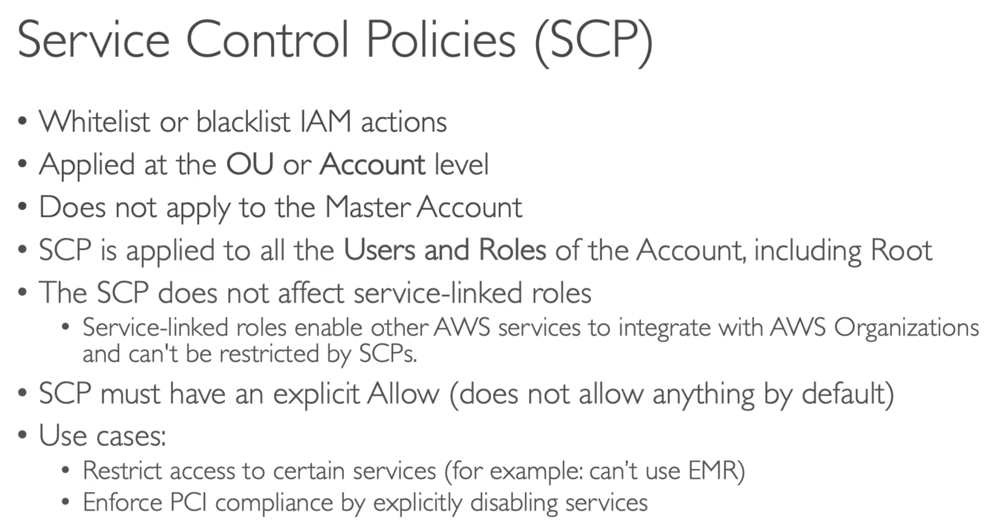 Service Control Policies (SCP)
• Whitelist or blacklist IAM actions
• Applied at the OU or Account level
• Does not apply to the Master Account
• SCP is applied to all the Users and Roles of the Account, including Root
• The SCP does not affect service-linked roles
• Service-linked roles enable other AWS services to integrate with AWS Organizations
and can't be restricted by SCPs.
• SCP must have an explicit Allow (does not allow anything by default)
• Use cases:
• Restrict access to certain services (for example: can’t use EMR)
• Enforce PCI compliance by explicitly disabling services